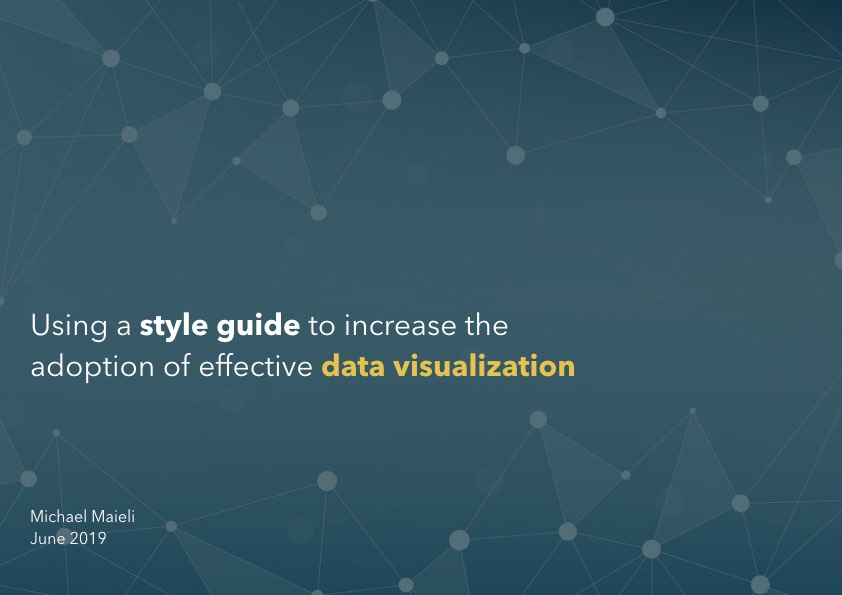 Using a style guide to increase the
adoption of effective data visualization
Michael Maieli
June 2019